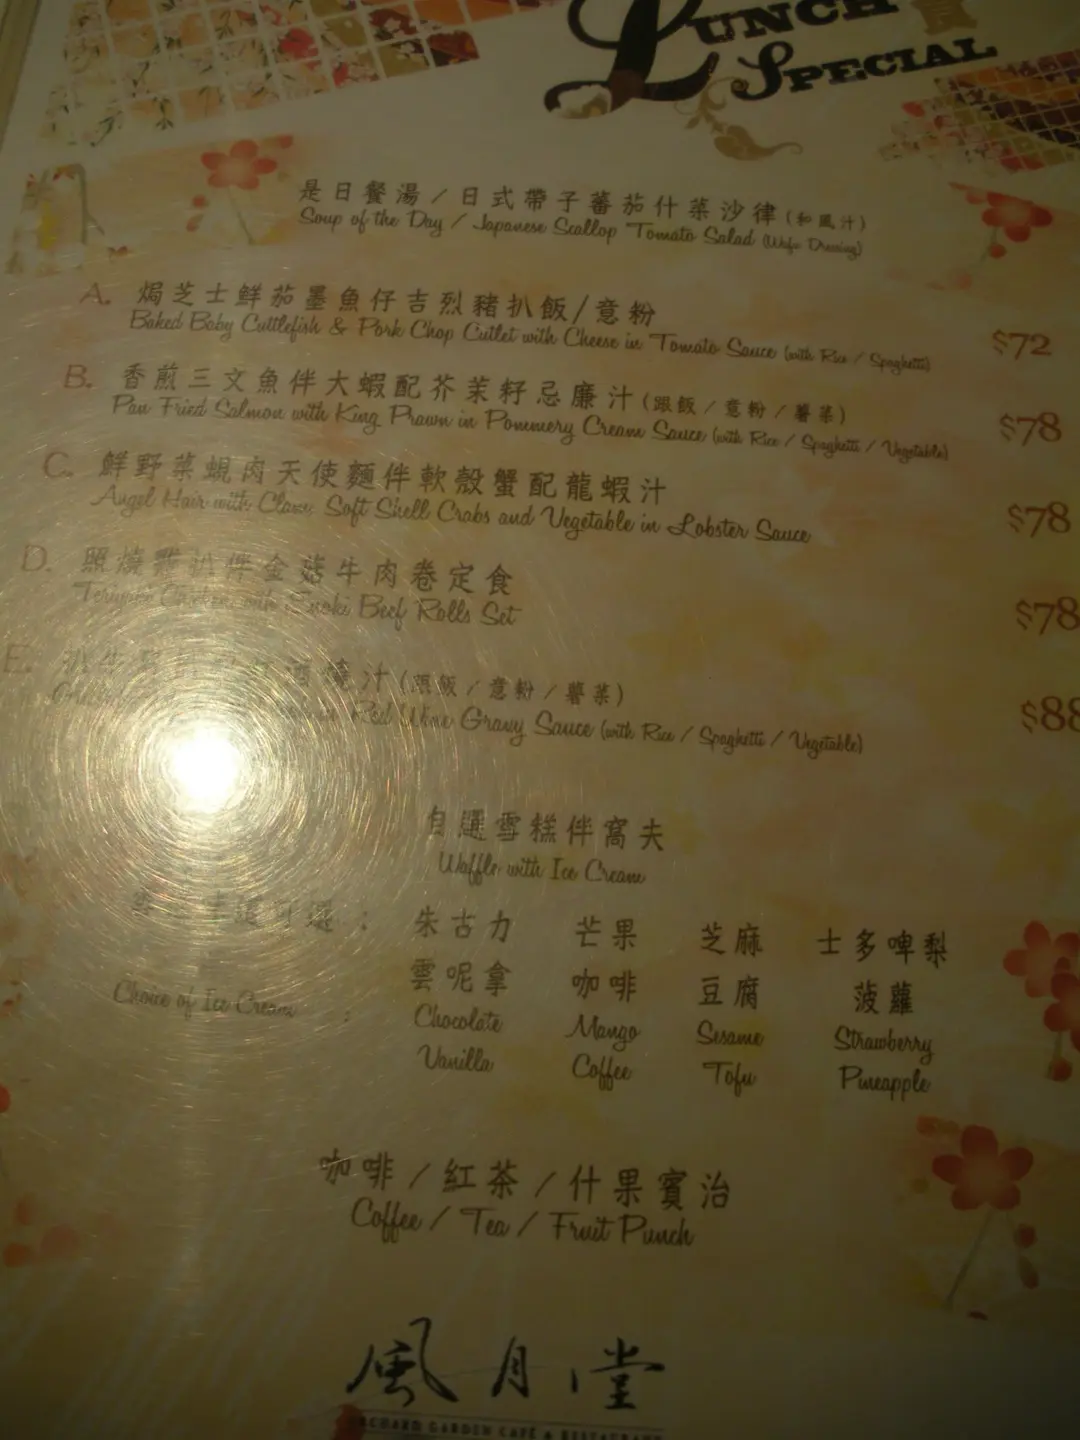 LUNCH
SPECIAL
是日餐湯 / 日式帶子蕃茄什菜沙律 (和風汁)
Soup of the Day / Japanese Scallop Tomato Salad (Wafu Dressing)
A. 焗芝士鮮茄墨魚仔吉烈豬扒飯/意粉
Baked Baby Cuttlefish & Pork Chop Cutlet with Cheese in Tomato Sauce (with Rice / Spaghetti) $72
B. 香煎三文魚伴大蝦配芥茉籽忌廉汁 (跟飯 / 意粉 / 薯菜)
Pan Fried Salmon with King Prawn in Pommery Cream Sauce (with Rice / Spaghetti / Vegetable) $78
C. 鮮野菜蜆肉天使麵伴軟殼蟹配龍蝦汁
Angel Hair with Clams, Soft Shell Crabs and Vegetable in Lobster Sauce $78
D. 照燒雞扒伴金菇牛肉卷定食
Teriyaki Chicken with Enoki Beef Rolls Set $78
E. 酒燒汁 (跟飯 / 意粉 / 薯菜)
Red Wine Gravy Sauce (with Rice / Spaghetti / Vegetable) $88
自選雪糕伴窩夫
Waffle with Ice Cream
可選 : 朱古力 芒果 芝麻 士多啤梨
雲呢拿 咖啡 豆腐 菠蘿
Choice of Ice Cream : Chocolate Mango Sesame Strawberry
Vanilla Coffee Tofu Pineapple
咖啡 / 紅茶 / 什果賓治
Coffee / Tea / Fruit Punch
風月堂
GARDEN CAFE & RESTAURANT